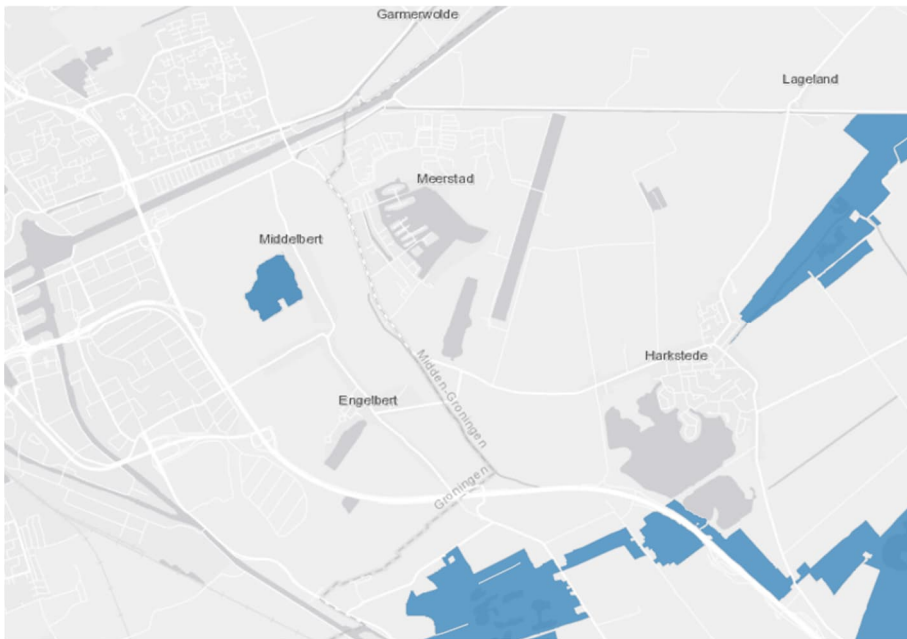 Garmerwolde
Lageland
Meerstad
Middelbert
Harkstede
Midden-Groningen
Engelbert
Groningen